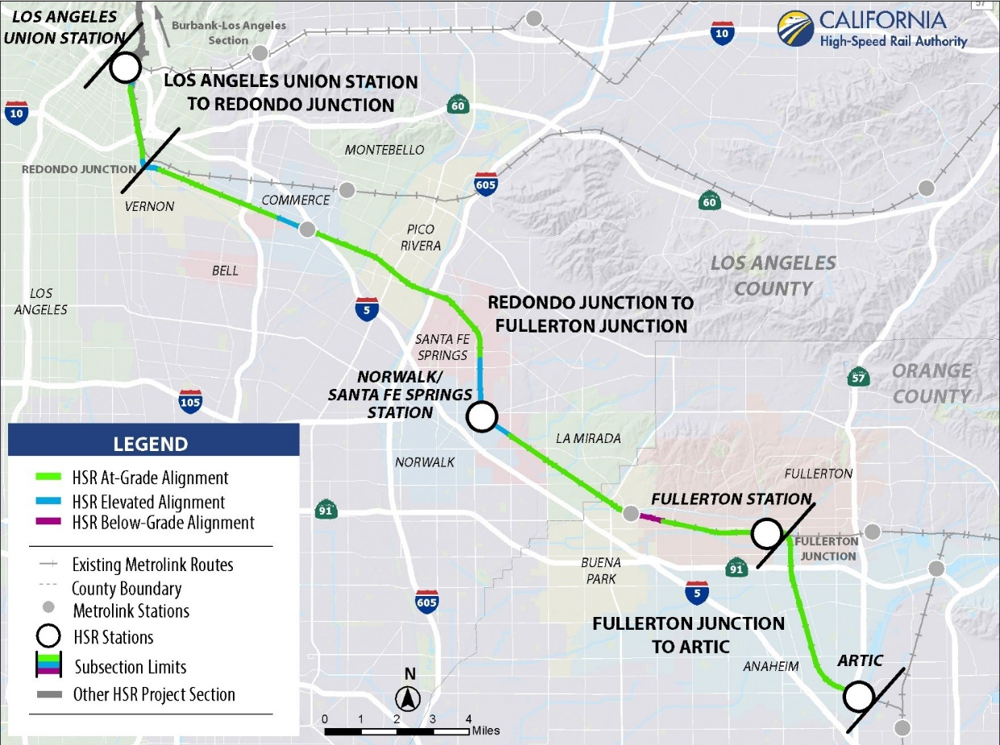 LOS ANGELES
UNION STATION
Burbank-Los Angeles
Section
57
10
CALIFORNIA
High-Speed Rail Authority
LOS ANGELES UNION STATION
TO REDONDO JUNCTION
10
60
MONTEBELLO
REDONDO JUNCTION
605
VERNON
COMMERCE
60
PICO
RIVERA
BELL
LOS ANGELES
COUNTY
LOS
ANGELES
5
REDONDO JUNCTION TO
FULLERTON JUNCTION
SANTA FE
SPRINGS
NORWALK/
SANTA FE SPRINGS
STATION
57
ORANGE
COUNTY
105
LA MIRADA
NORWALK
FULLERTON
91
FULLERTON STATION
FULLERTON
JUNCTION
BUENA
PARK
91
5
605
FULLERTON JUNCTION
TO ARTIC
ANAHEIM
ARTIC
LEGEND
HSR At-Grade Alignment
HSR Elevated Alignment
HSR Below-Grade Alignment
Existing Metrolink Routes
County Boundary
Metrolink Stations
HSR Stations
Subsection Limits
Other HSR Project Section
N
0 1 2 3 4
Miles